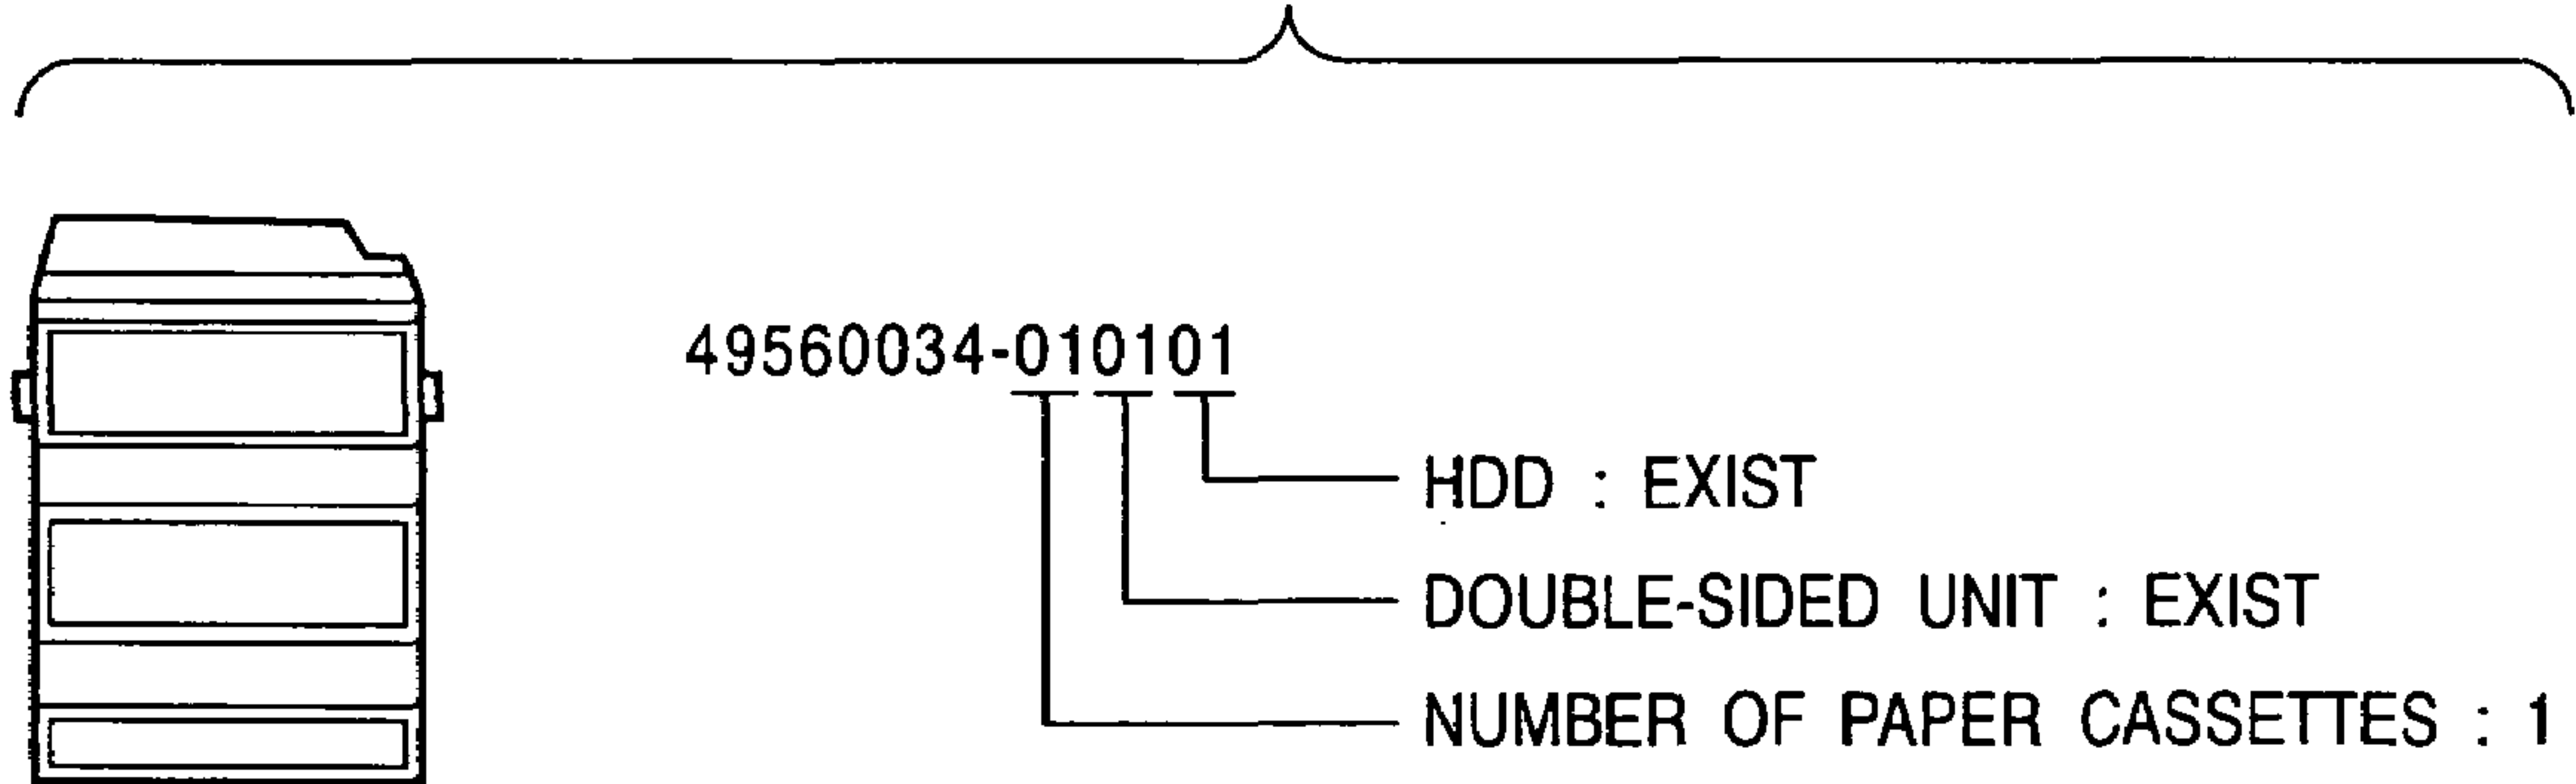 49560034-010101
HDD : EXIST
DOUBLE-SIDED UNIT : EXIST
NUMBER OF PAPER CASSETTES : 1